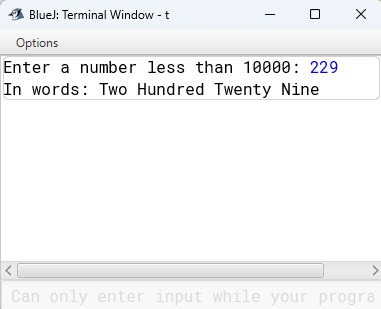 BlueJ: Terminal Window - t
Options
Enter a number less than 10000: 229
In words: Two Hundred Twenty Nine
Can only enter input while your progra